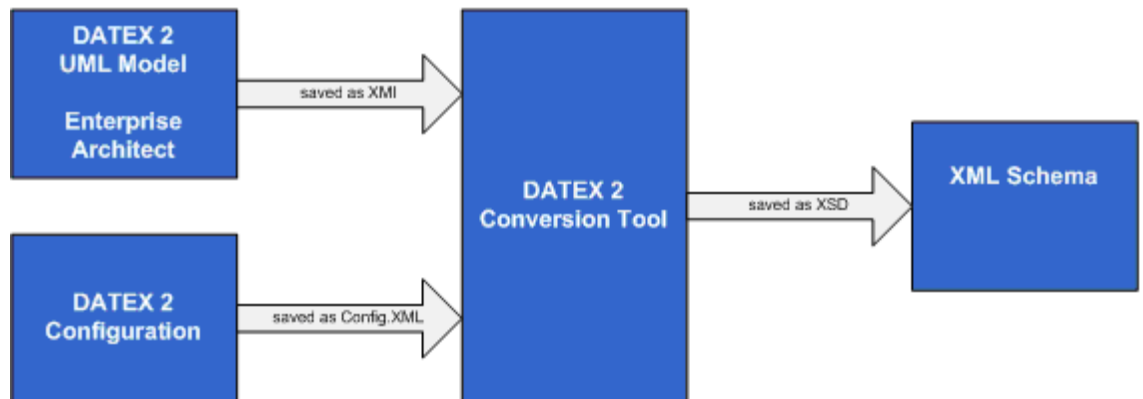 DATEX 2
UML Model
Enterprise
Architect
saved as XMI
DATEX 2
Configuration
saved as Config.XML
DATEX 2
Conversion Tool
saved as XSD
XML Schema